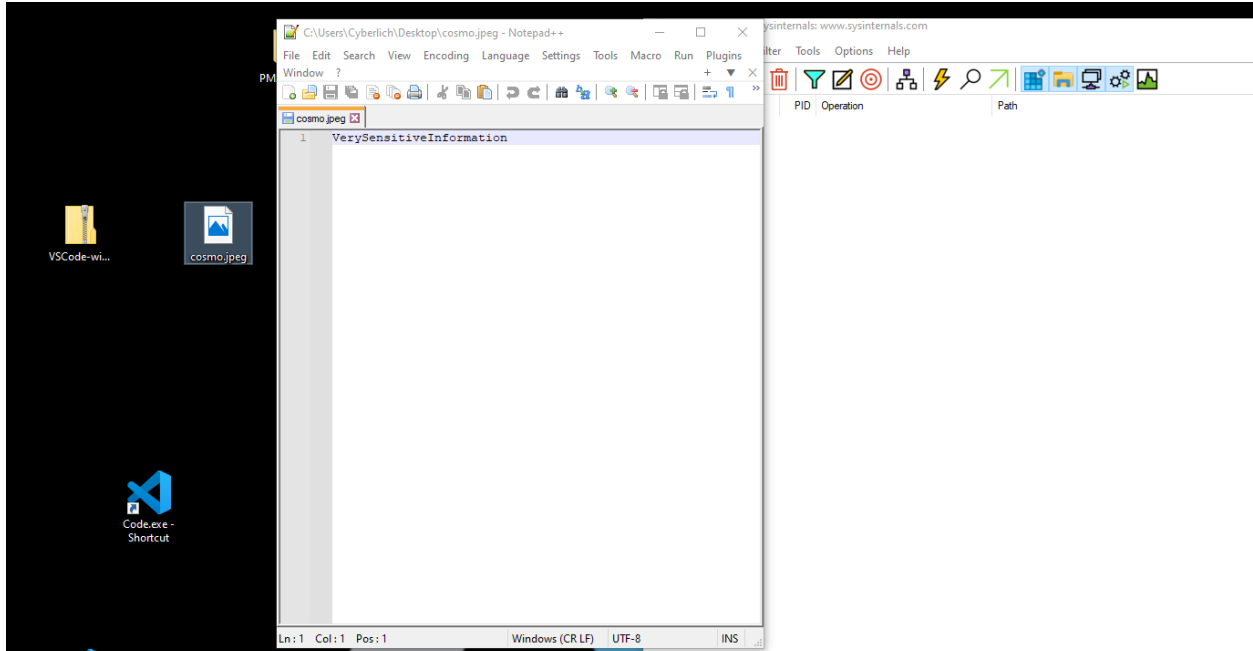 C:\Users\Cyberlich\Desktop\cosmo.jpeg - Notepad++
File Edit Search View Encoding Language Settings Tools Macro Run Plugins
Window ?
cosmo.jpeg
1 VerySensitiveInformation
Ln:1 Col:1 Pos:1 Windows (CR LF) UTF-8 INS
ysinternals: www.sysinternals.com
ilter Tools Options Help
PID Operation Path
PM
VSCode-wi...
cosmo.jpeg
Code.exe -
Shortcut